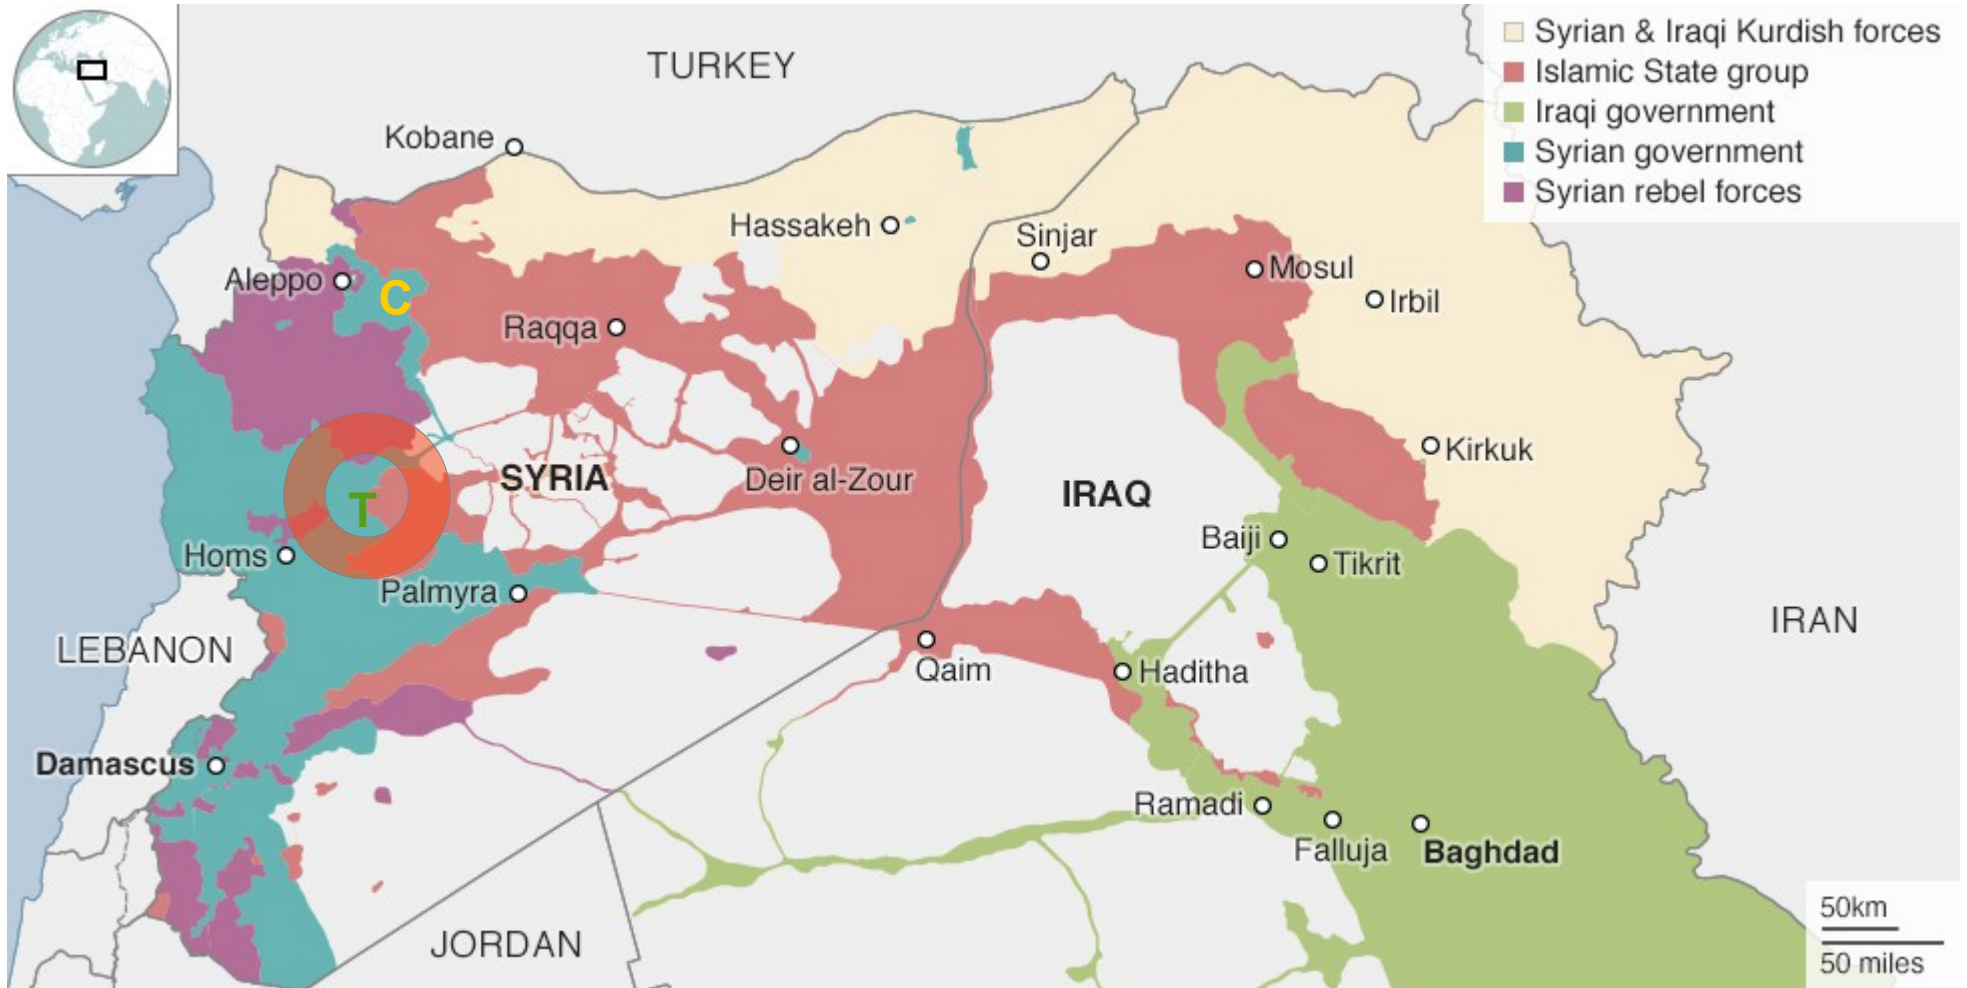 TURKEY
Syrian & Iraqi Kurdish forces
Islamic State group
Iraqi government
Syrian government
Syrian rebel forces
Kobane
Hassakeh
Sinjar
Aleppo
C
Mosul
Irbil
Raqqa
SYRIA
Deir al-Zour
IRAQ
Kirkuk
T
Homs
Palmyra
Baiji
Tikrit
LEBANON
IRAN
Qaim
Haditha
Damascus
Ramadi
Falluja
Baghdad
JORDAN
50km
50 miles